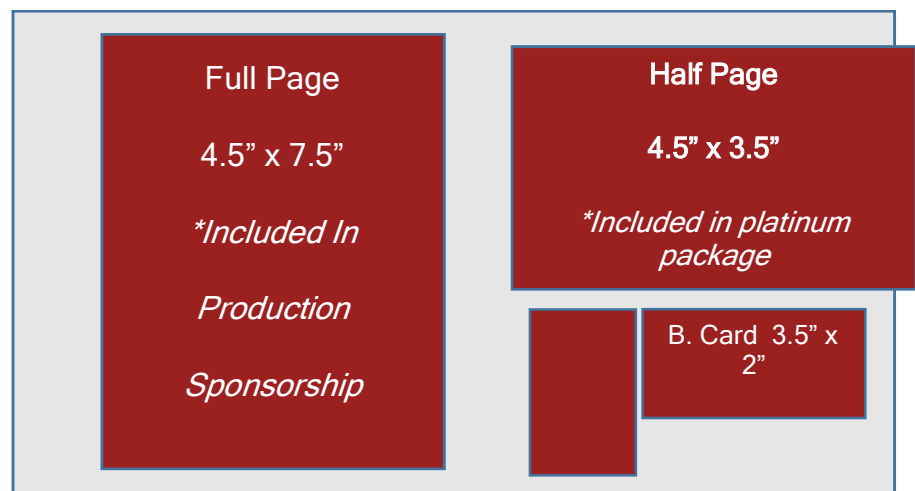 Full Page
4.5” x 7.5”
*Included In
Production
Sponsorship
Half Page
4.5” x 3.5”
*Included in platinum
package
B. Card 3.5” x
2”